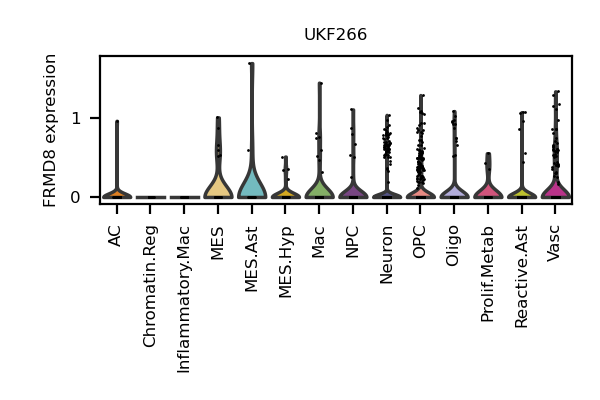 UKF266
FRMD8 expression
1
0
AC
Chromatin.Reg
Inflammatory.Mac
MES
MES.Ast
MES.Hyp
Mac
NPC
Neuron
OPC
Oligo
Prolif.Metab
Reactive.Ast
Vasc